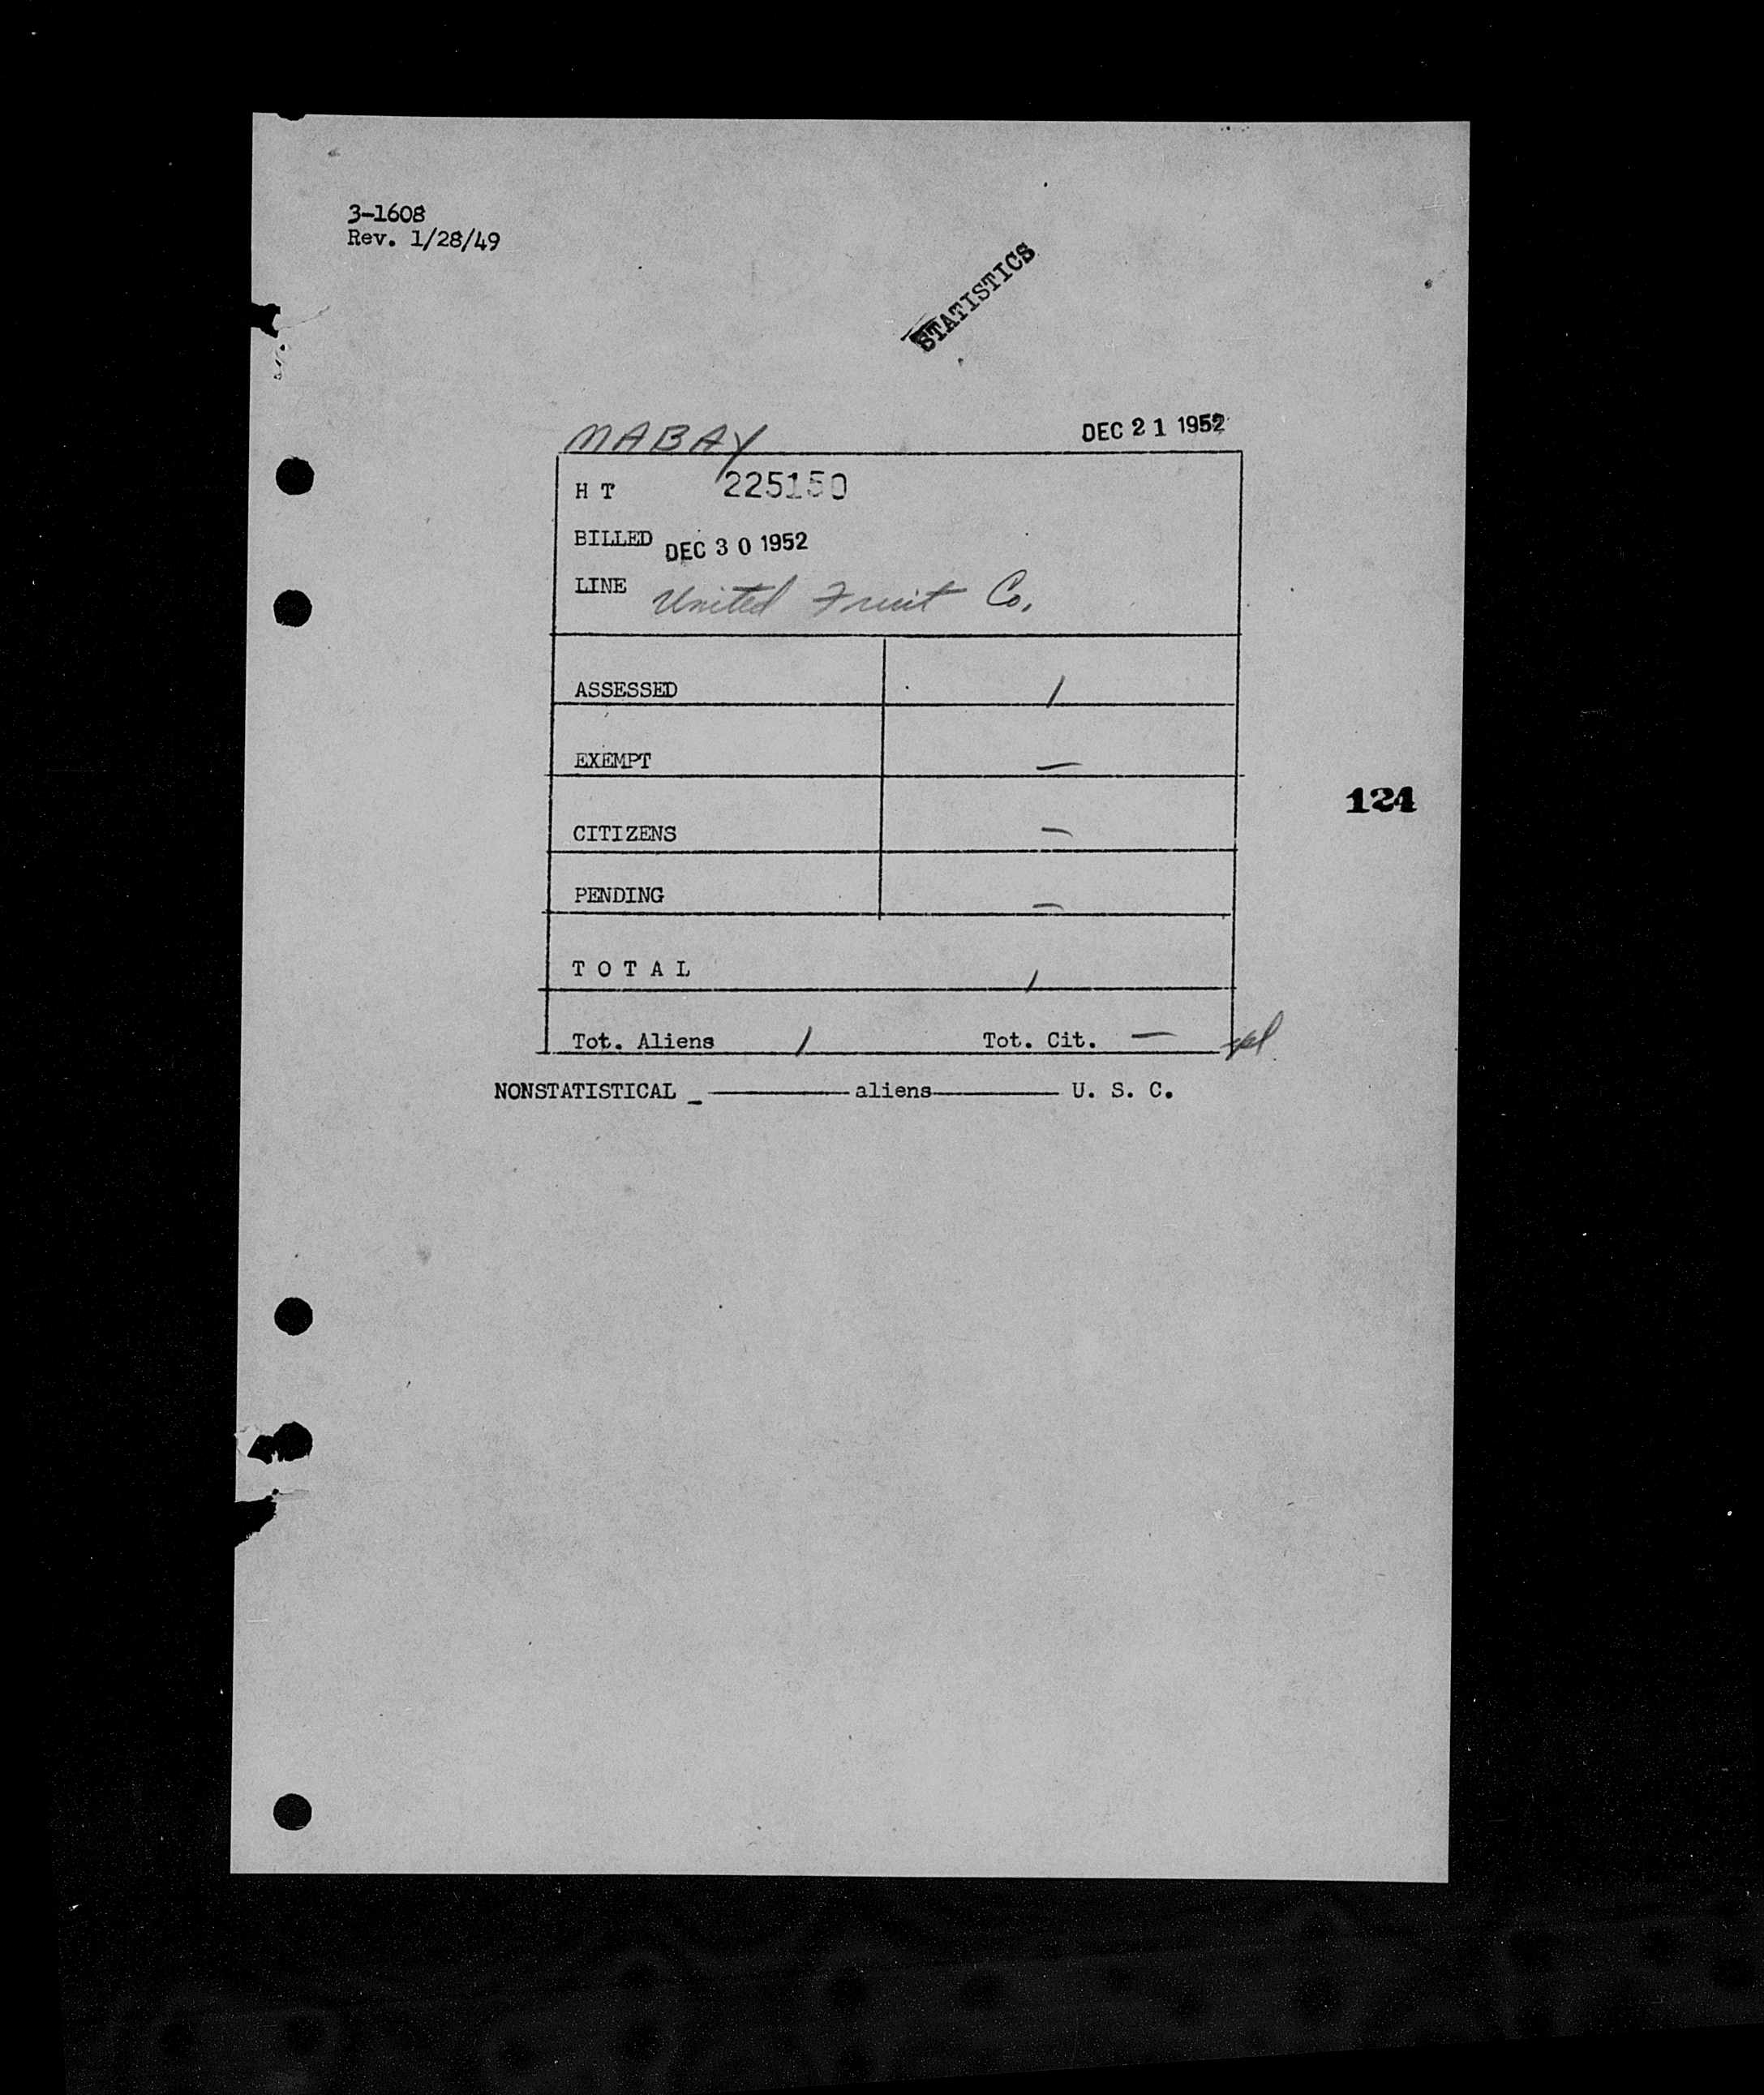 3-1608
Rev. 1/28/49
STATISTICS
MABAY DEC 21 1952
H T 225150
BILLED DEC 30 1952
LINE United Fruit Co.
ASSESSED 1
EXEMPT —
CITIZENS —
124
PENDING —
T O T A L 1
Tot. Aliens 1 Tot. Cit. —
NONSTATISTICAL _ ———— aliens ———— U. S. C.